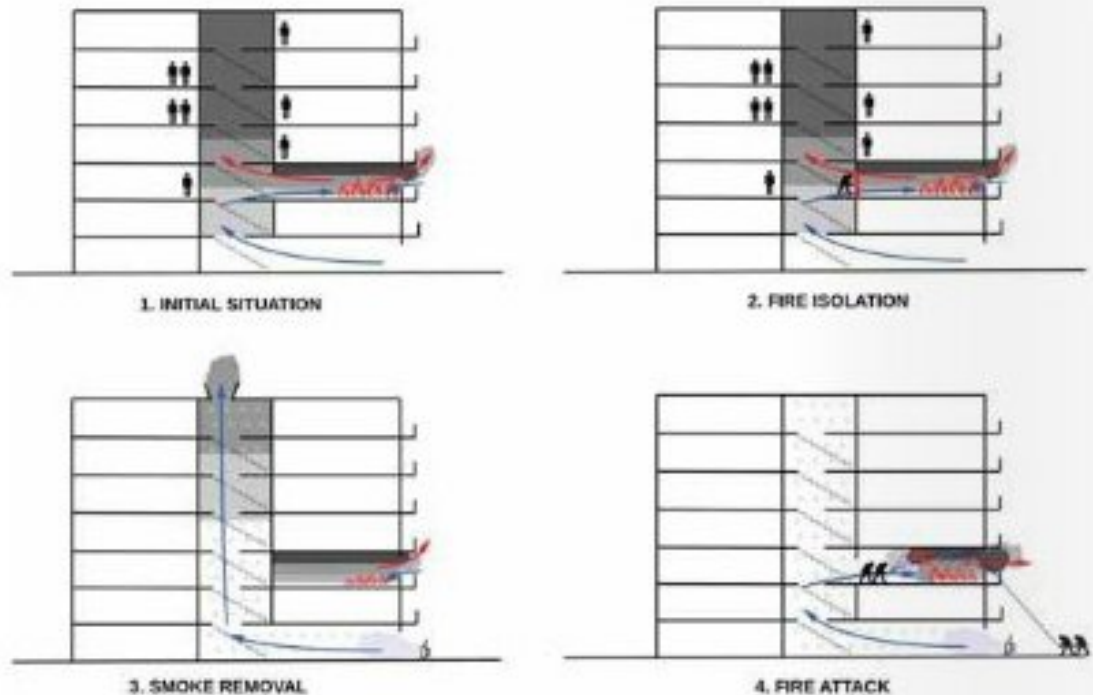 1. INITIAL SITUATION
2. FIRE ISOLATION
3. SMOKE REMOVAL
4. FIRE ATTACK